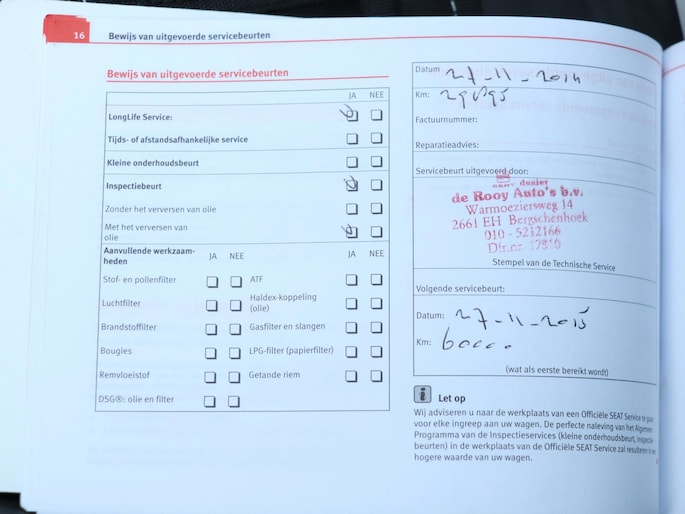 16
Bewijs van uitgevoerde servicebeurten
Bewijs van uitgevoerde servicebeurten
JA NEE
LongLife Service:
Tijds- of afstandsafhankelijke service
Kleine onderhoudsbeurt
Inspectiebeurt
Zonder het verversen van olie
Met het verversen van
olie
Aanvullende werkzaam-
heden
JA NEE
JA NEE
Stof- en pollenfilter
ATF
Luchtfilter
Haldex-koppeling
(olie)
Brandstoffilter
Gasfilter en slangen
Bougies
LPG-filter (papierfilter)
Remvloeistof
Getande riem
DSG®: olie en filter
Datum 27-11-2014
Km:
Factuurnummer:
Reparatieadvies:
Servicebeurt uitgevoerd door:
dealer
de Rooy Auto's b.v.
Warmoeziersweg 14
2661 EH Bergschenhoek
010 - 5212166
Stempel van de Technische Service
Volgende servicebeurt:
Datum: 27-11-2015
Km: 60000
(wat als eerste bereikt wordt)
i Let op
Wij adviseren u naar de werkplaats van een Officiële SEAT Service te gaan
voor elke ingreep aan uw wagen. De perfecte naleving van het Algemeen
Programma van de Inspectieservices (kleine onderhoudsbeurt, inspectie
beurten) in de werkplaats van de Officiële SEAT Service zal resulteren in een
hogere waarde van uw wagen.